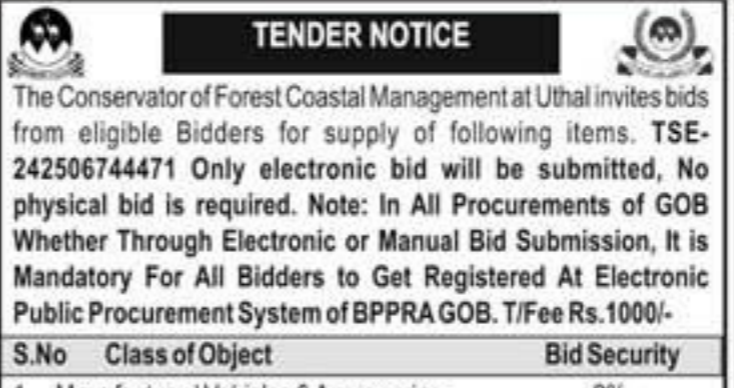 TENDER NOTICE
The Conservator of Forest Coastal Management at Uthal invites bids
from eligible Bidders for supply of following items. TSE-
242506744471 Only electronic bid will be submitted, No
physical bid is required. Note: In All Procurements of GOB
Whether Through Electronic or Manual Bid Submission, It is
Mandatory For All Bidders to Get Registered At Electronic
Public Procurement System of BPPRA GOB. T/Fee Rs.1000/-
S.No Class of Object Bid Security